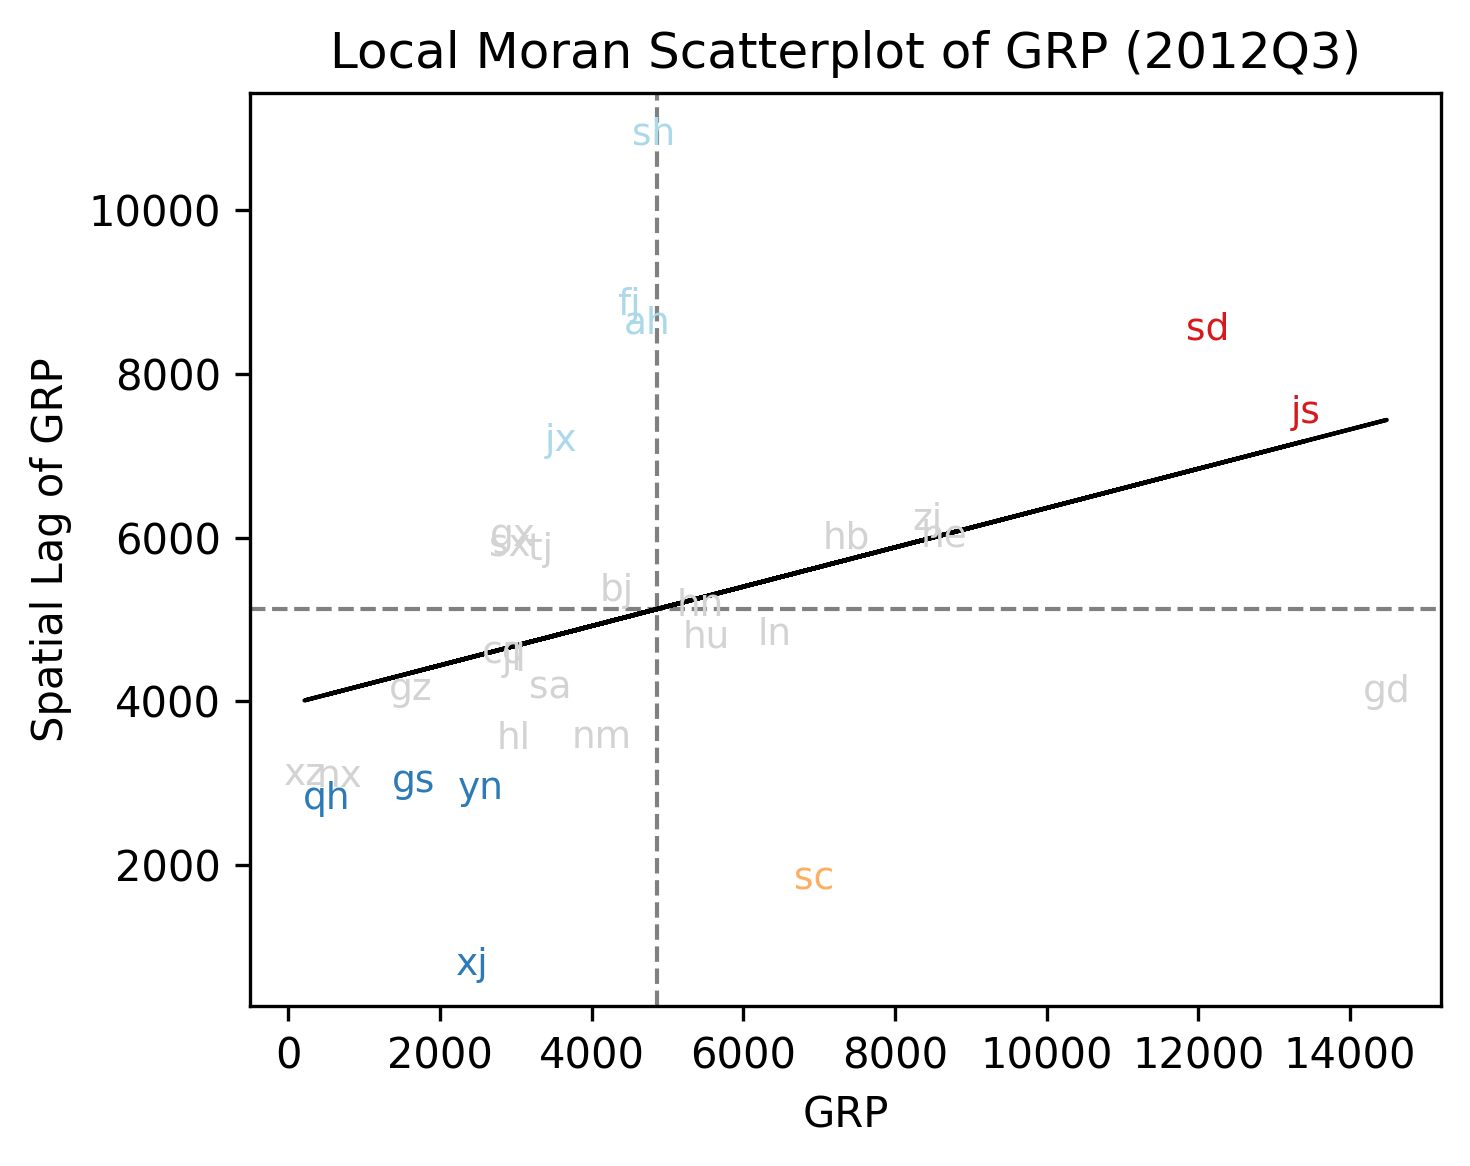 Local Moran Scatterplot of GRP (2012Q3)
sh
10000
fj
ah
sd
8000
js
jx
zj
gx
he
hb
6000
sx
tj
bj
hn
hu
ln
cq
jl
sa
gz
gd
4000
hl
nm
xz
nx
gs
yn
qh
2000
sc
xj
0
2000
4000
6000
8000
10000
12000
14000
GRP
Spatial Lag of GRP